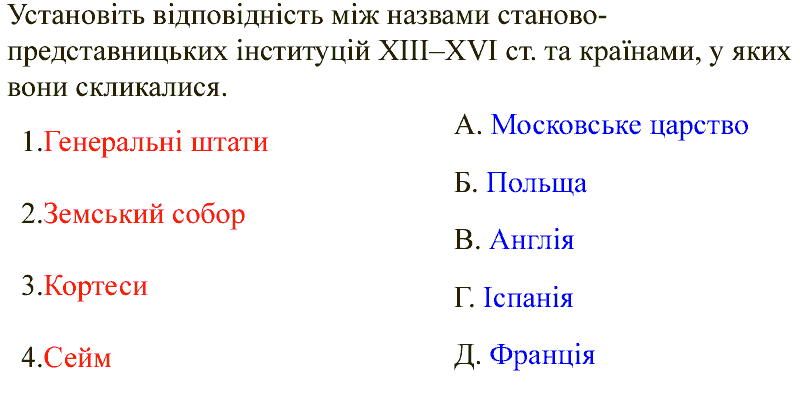 Установіть відповідність між назвами станово-
представницьких інституцій XIII–XVI ст. та країнами, у яких
вони скликалися.
1.Генеральні штати
2.Земський собор
3.Кортеси
4.Сейм
А. Московське царство
Б. Польща
В. Англія
Г. Іспанія
Д. Франція